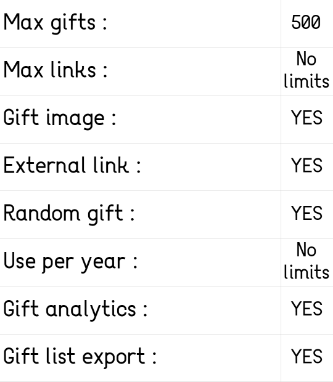 Max gifts : 500
Max links : No limits
Gift image : YES
External link : YES
Random gift : YES
Use per year : No limits
Gift analytics : YES
Gift list export : YES